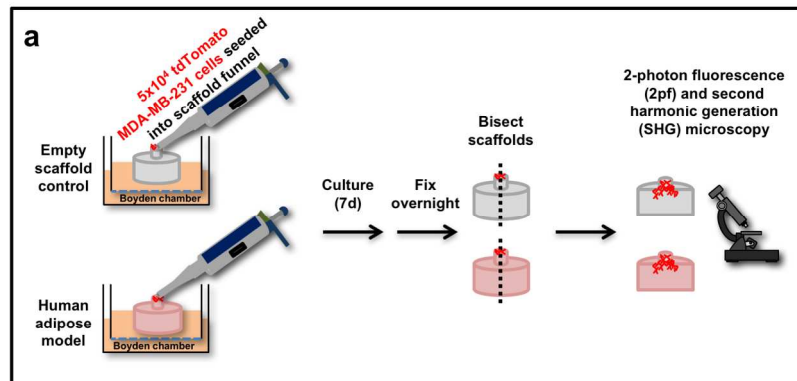 a
5x10⁴ tdTomato
MDA-MB-231 cells seeded
into scaffold funnel
Empty
scaffold
control
Boyden chamber
Human
adipose
model
Boyden chamber
Culture
(7d)
Fix
overnight
Bisect
scaffolds
2-photon fluorescence
(2pf) and second
harmonic generation
(SHG) microscopy